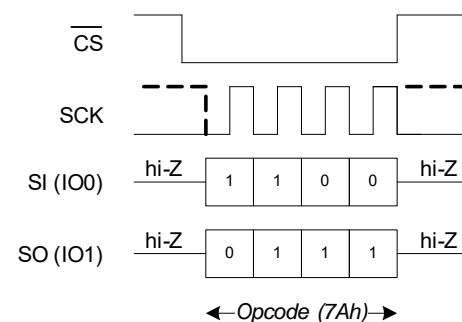 CS
SCK
hi-Z 1 1 0 0 hi-Z
SI (IO0)
hi-Z 0 1 1 1 hi-Z
SO (IO1)
Opcode (7Ah)